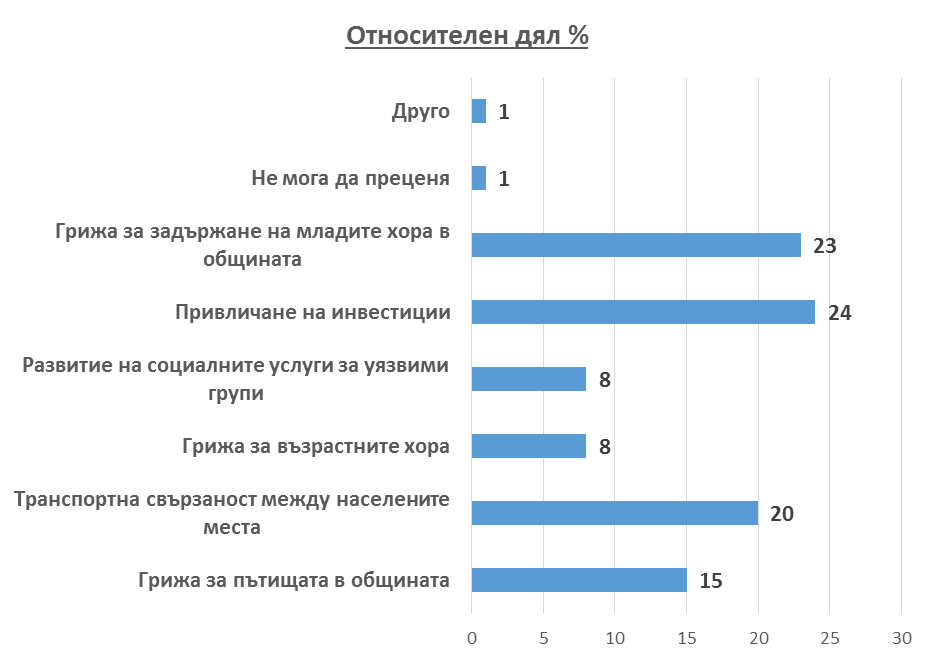 Относителен дял %
Друго
1
Не мога да преценя
1
Грижа за задържане на младите хора в
общината
23
Привличане на инвестиции
24
Развитие на социалните услуги за уязвими
групи
8
Грижа за възрастните хора
8
Транспортна свързаност между населените
места
20
Грижа за пътищата в общината
15
0 5 10 15 20 25 30